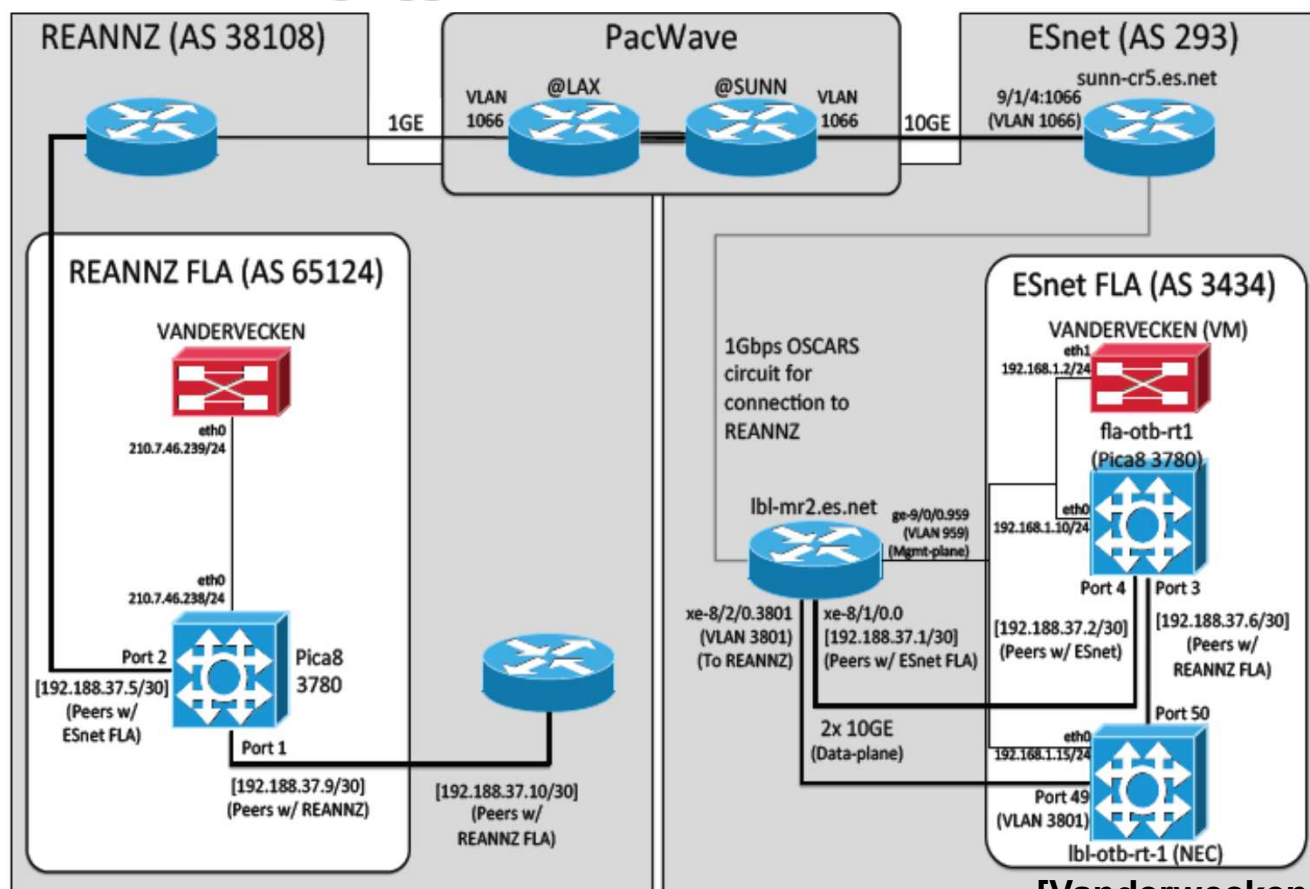 REANNZ (AS 38108)
PacWave
ESnet (AS 293)
@LAX
@SUNN
sunn-cr5.es.net
VLAN
1066
VLAN
1066
9/1/4:1066
(VLAN 1066)
1GE
10GE
REANNZ FLA (AS 65124)
VANDERVECKEN
eth0
210.7.46.239/24
eth0
210.7.46.238/24
Port 2
Pica8
3780
[192.188.37.5/30]
(Peers w/
ESnet FLA)
Port 1
[192.188.37.9/30]
(Peers w/ REANNZ)
[192.188.37.10/30]
(Peers w/
REANNZ FLA)
1Gbps OSCARS
circuit for
connection to
REANNZ
lbl-mr2.es.net
ge-9/0/0.959
(VLAN 959)
(Mgmt-plane)
xe-8/2/0.3801
(VLAN 3801)
(To REANNZ)
xe-8/1/0.0
[192.188.37.1/30]
(Peers w/ ESnet FLA)
2x 10GE
(Data-plane)
ESnet FLA (AS 3434)
VANDERVECKEN (VM)
eth1
192.168.1.2/24
fla-otb-rt1
(Pica8 3780)
eth0
192.168.1.10/24
Port 4
Port 3
[192.188.37.2/30]
(Peers w/ ESnet)
[192.188.37.6/30]
(Peers w/
REANNZ FLA)
Port 50
eth0
192.168.1.15/24
Port 49
(VLAN 3801)
lbl-otb-rt-1 (NEC)